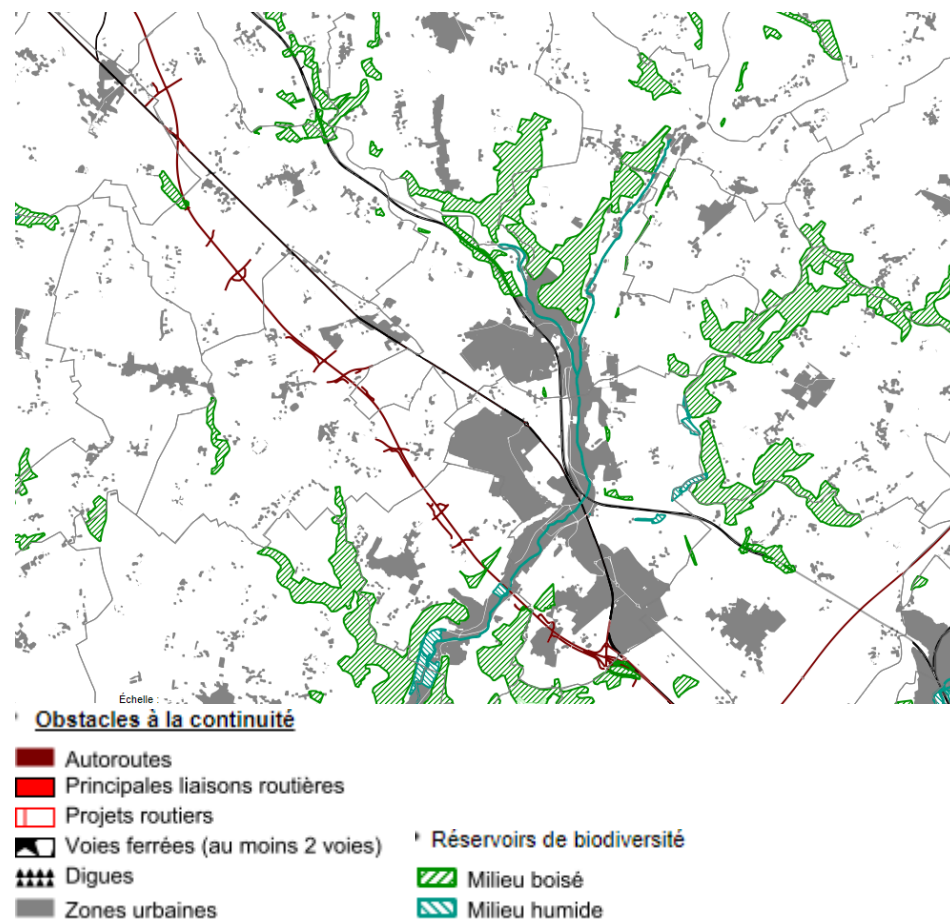 Échelle :
Obstacles à la continuité
Autoroutes
Principales liaisons routières
Projets routiers
Voies ferrées (au moins 2 voies)
Digues
Zones urbaines
Réservoirs de biodiversité
Milieu boisé
Milieu humide